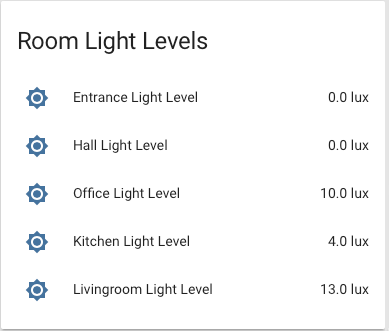 Room Light Levels
Entrance Light Level 0.0 lux
Hall Light Level 0.0 lux
Office Light Level 10.0 lux
Kitchen Light Level 4.0 lux
Livingroom Light Level 13.0 lux